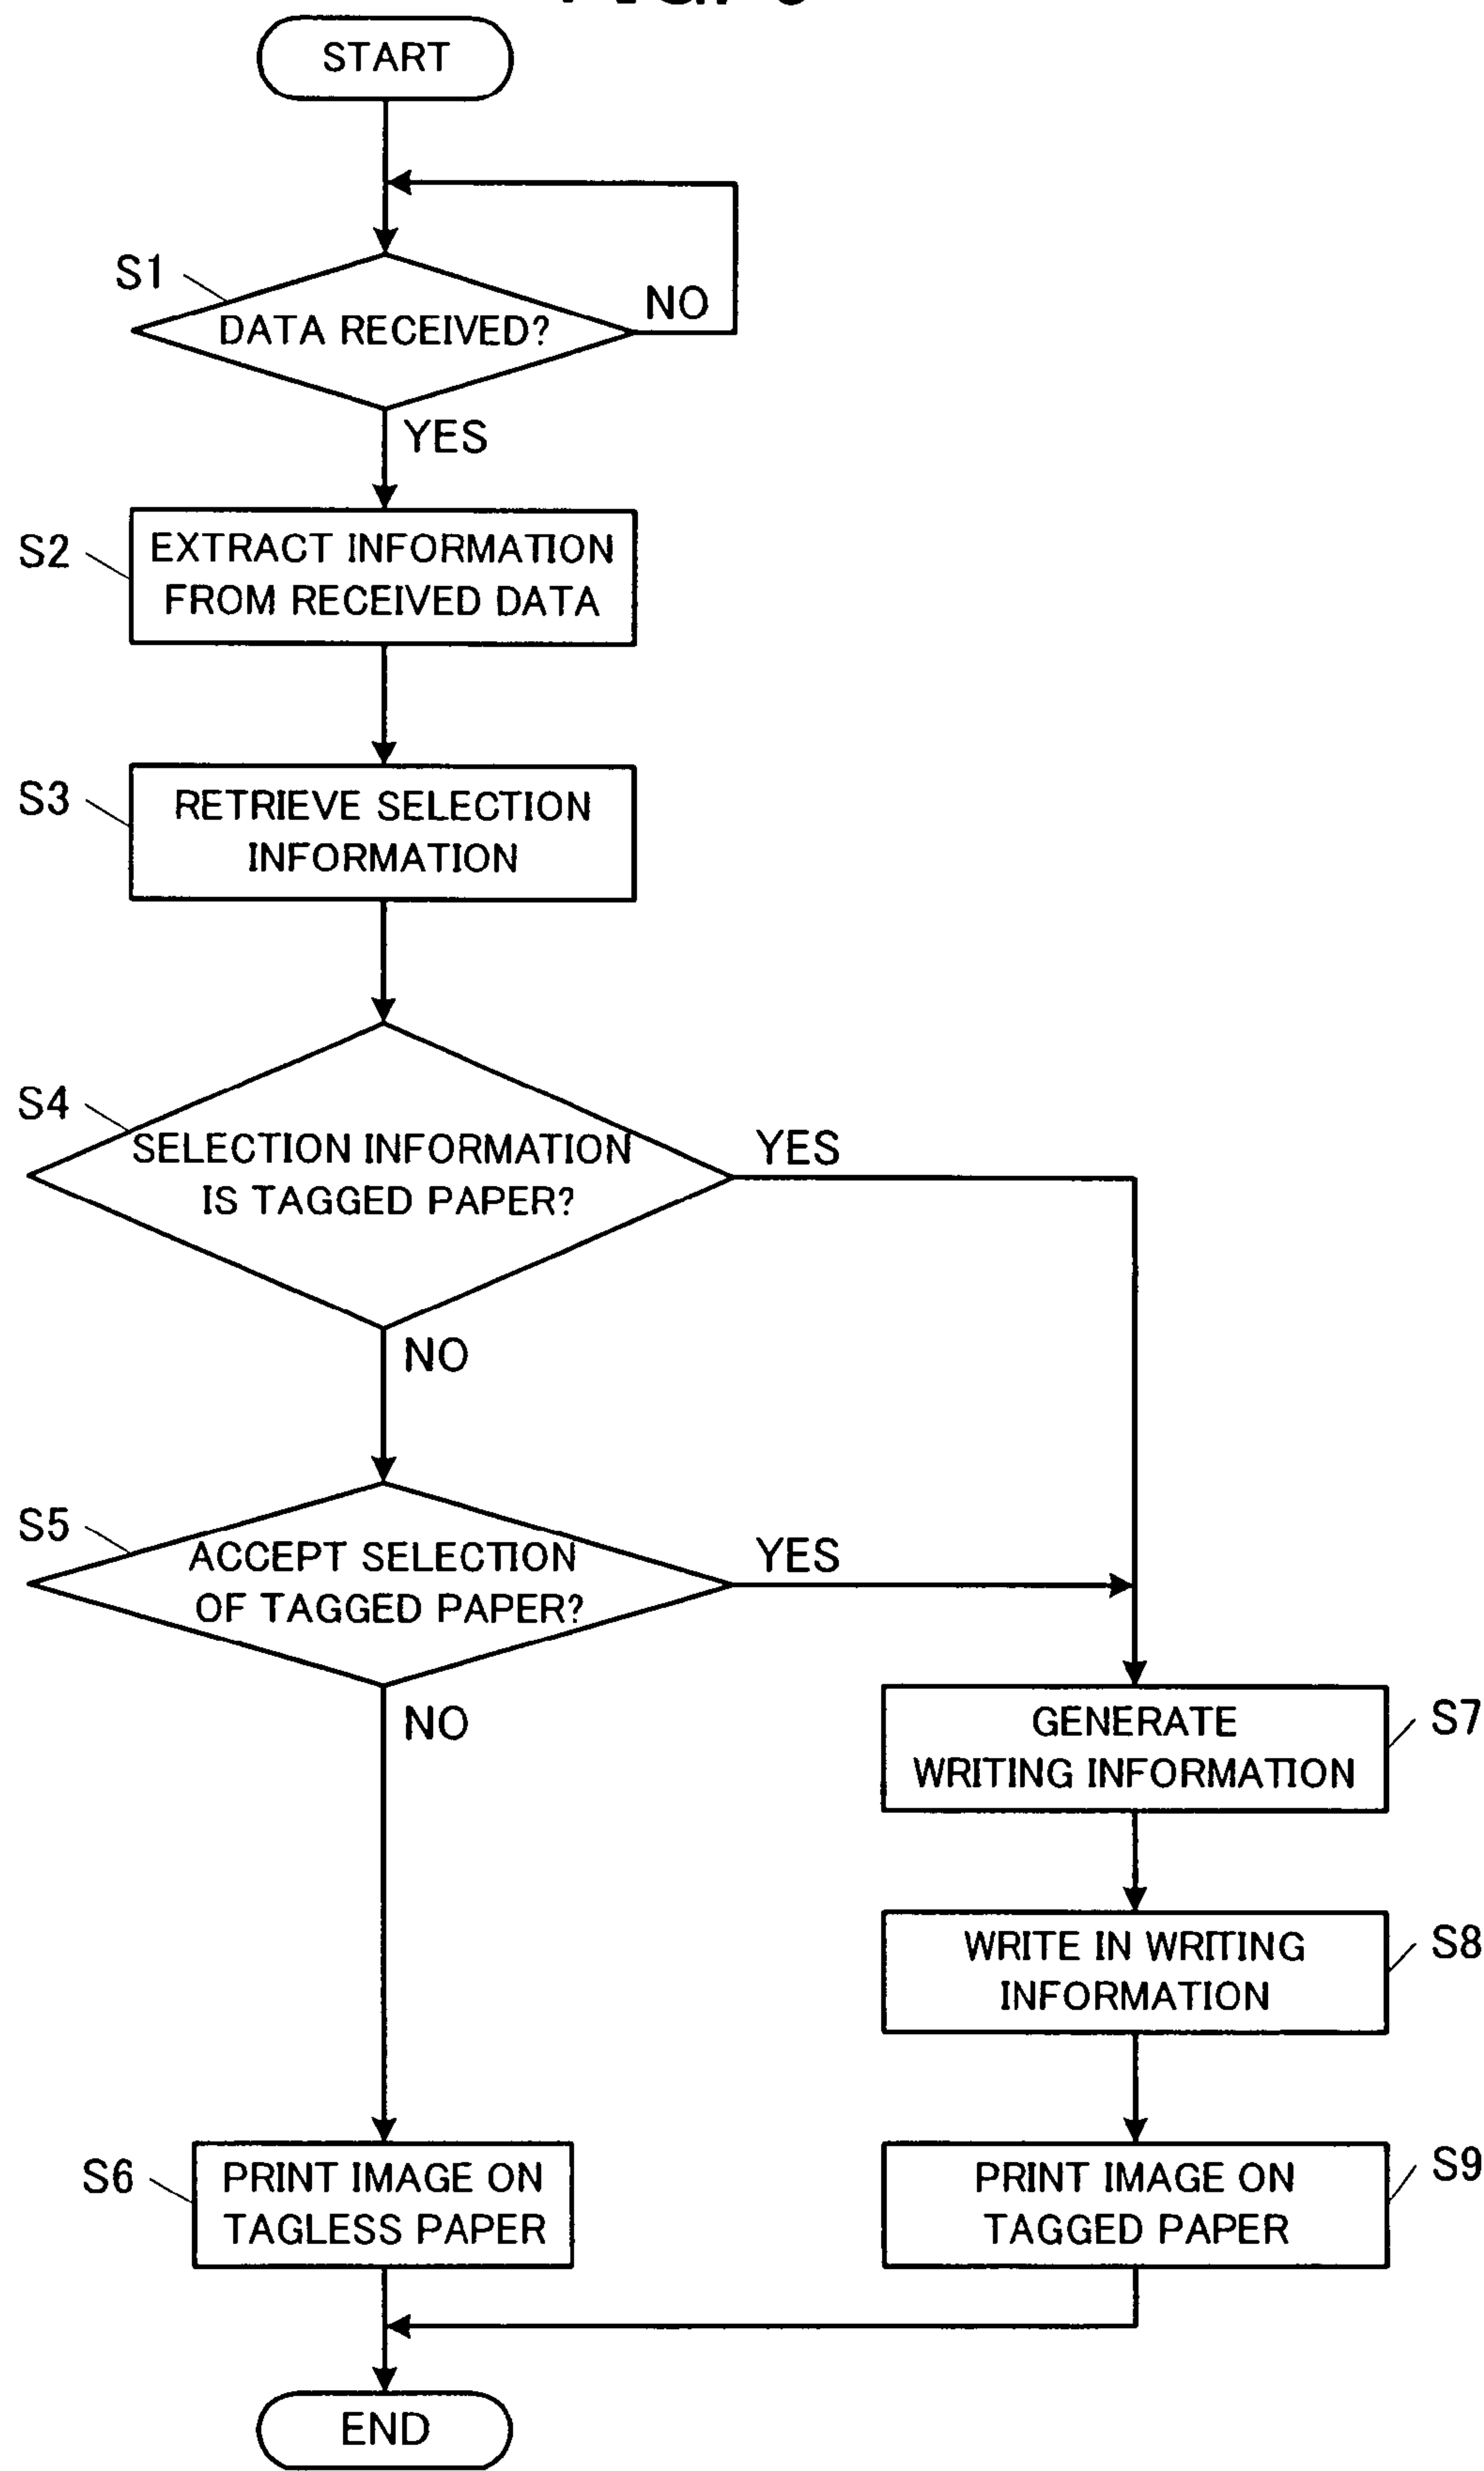 START
S1
DATA RECEIVED?
NO
YES
S2
EXTRACT INFORMATION
FROM RECEIVED DATA
S3
RETRIEVE SELECTION
INFORMATION
S4
SELECTION INFORMATION
IS TAGGED PAPER?
YES
NO
S5
ACCEPT SELECTION
OF TAGGED PAPER?
YES
NO
GENERATE
WRITING INFORMATION
S7
WRITE IN WRITING
INFORMATION
S8
S6
PRINT IMAGE ON
TAGLESS PAPER
PRINT IMAGE ON
TAGGED PAPER
S9
END